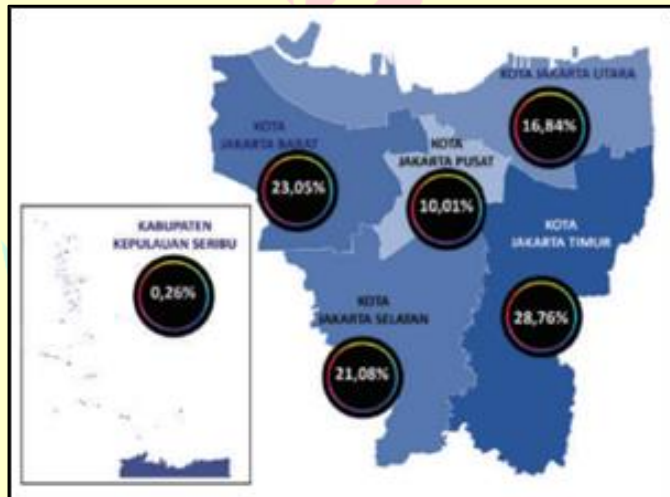 KOTA JAKARTA UTARA
16,84%
KOTA
JAKARTA BARAT
23,05%
KOTA
JAKARTA PUSAT
10,01%
KOTA
JAKARTA TIMUR
28,76%
KABUPATEN
KEPULAUAN SERIBU
0,26%
KOTA
JAKARTA SELATAN
21,08%